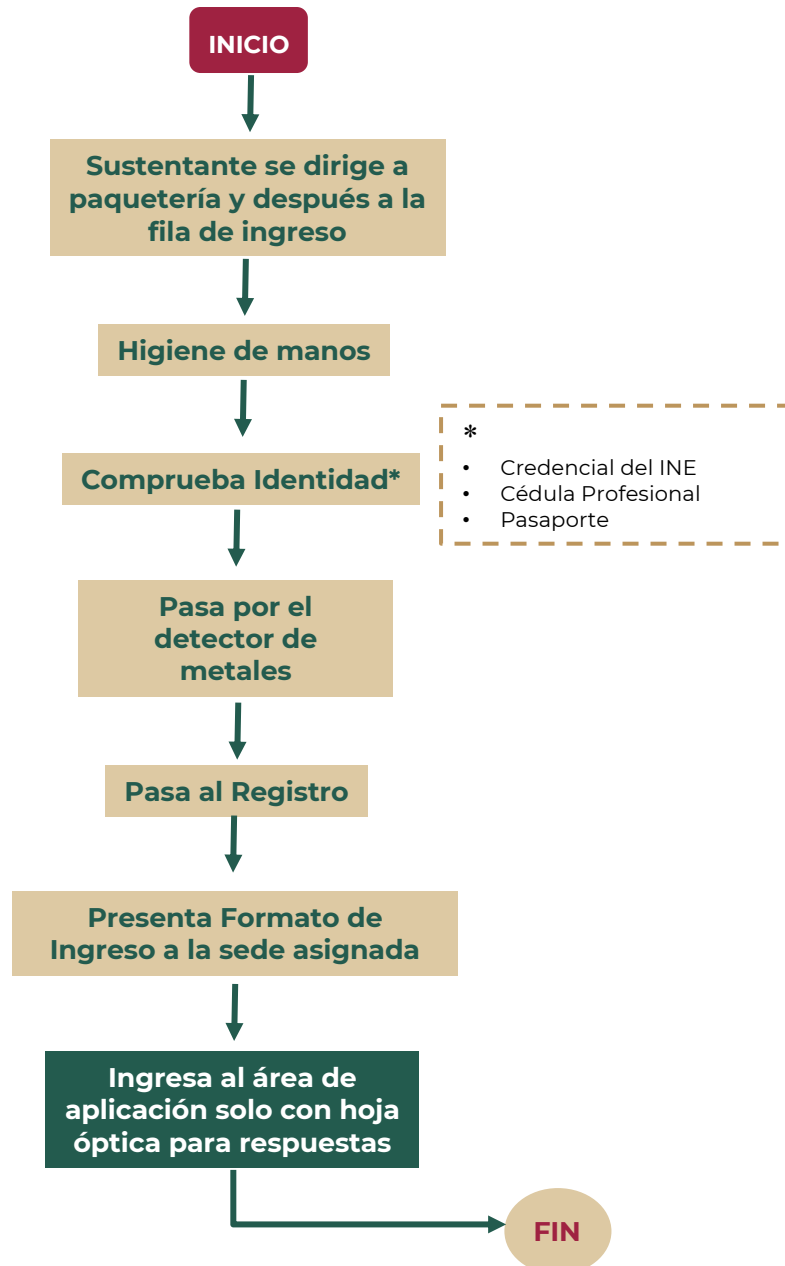 INICIO
Sustentante se dirige a
paquetería y después a la
fila de ingreso
Higiene de manos
Comprueba Identidad*
*
• Credencial del INE
• Cédula Profesional
• Pasaporte
Pasa por el
detector de
metales
Pasa al Registro
Presenta Formato de
Ingreso a la sede asignada
Ingresa al área de
aplicación solo con hoja
óptica para respuestas
FIN